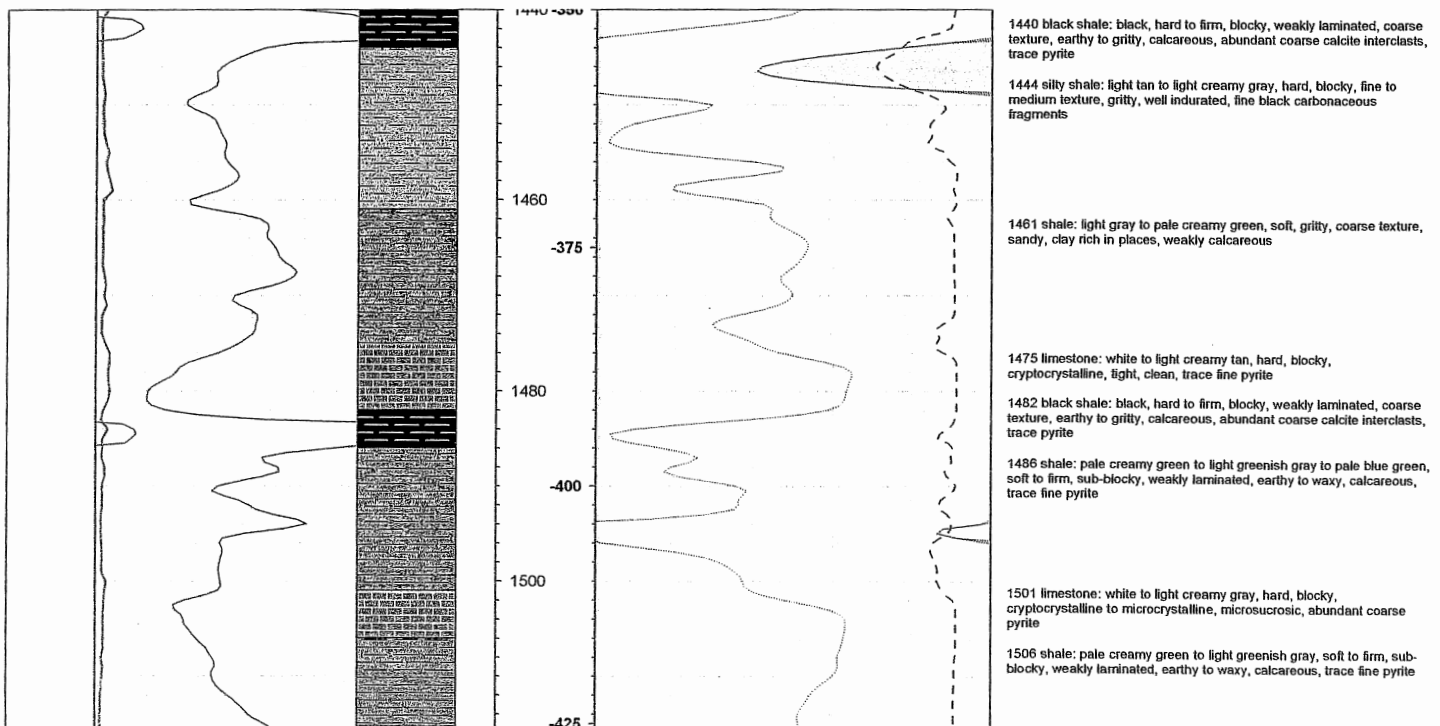 1440 -350
1460
-375
1480
-400
1500
-425
1440 black shale: black, hard to firm, blocky, weakly laminated, coarse
texture, earthy to gritty, calcareous, abundant coarse calcite interclasts,
trace pyrite
1444 silty shale: light tan to light creamy gray, hard, blocky, fine to
medium texture, gritty, well indurated, fine black carbonaceous
fragments
1461 shale: light gray to pale creamy green, soft, gritty, coarse texture,
sandy, clay rich in places, weakly calcareous
1475 limestone: white to light creamy tan, hard, blocky,
cryptocrystalline, tight, clean, trace fine pyrite
1482 black shale: black, hard to firm, blocky, weakly laminated, coarse
texture, earthy to gritty, calcareous, abundant coarse calcite interclasts,
trace pyrite
1486 shale: pale creamy green to light greenish gray to pale blue green,
soft to firm, sub-blocky, weakly laminated, earthy to waxy, calcareous,
trace fine pyrite
1501 limestone: white to light creamy gray, hard, blocky,
cryptocrystalline to microcrystalline, microsucrosic, abundant coarse
pyrite
1506 shale: pale creamy green to light greenish gray, soft to firm, sub-
blocky, weakly laminated, earthy to waxy, calcareous, trace fine pyrite